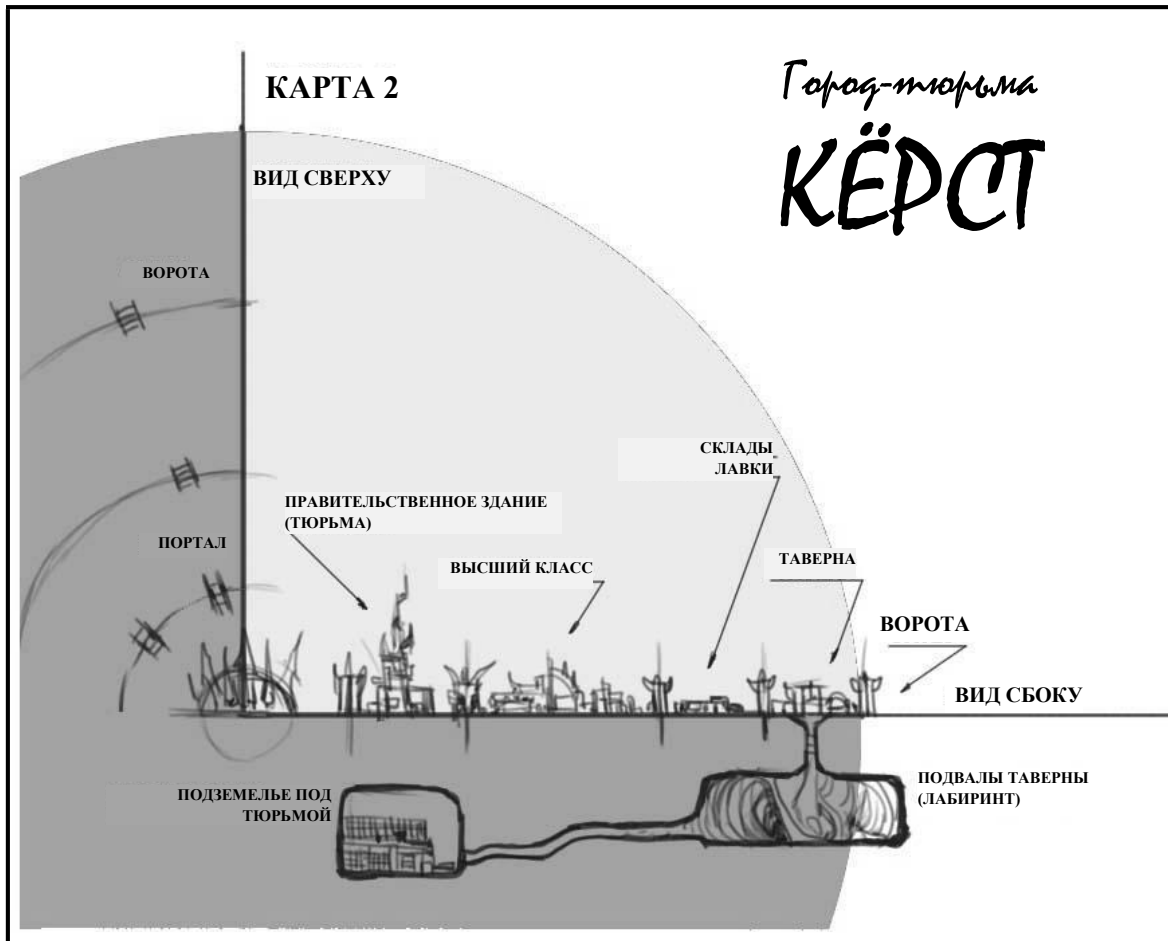 КАРТА 2
Город-тюрьма
КЁРСТ
ВИД СВЕРХУ
ВОРОТА
СКЛАДЫ
ЛАВКИ
ПРАВИТЕЛЬСТВЕННОЕ ЗДАНИЕ
(ТЮРЬМА)
ПОРТАЛ
ВЫСШИЙ КЛАСС
ТАВЕРНА
ВОРОТА
ВИД СБОКУ
ПОДЗЕМЕЛЬЕ ПОД
ТЮРЬМОЙ
ПОДВАЛЫ ТАВЕРНЫ
(ЛАБИРИНТ)